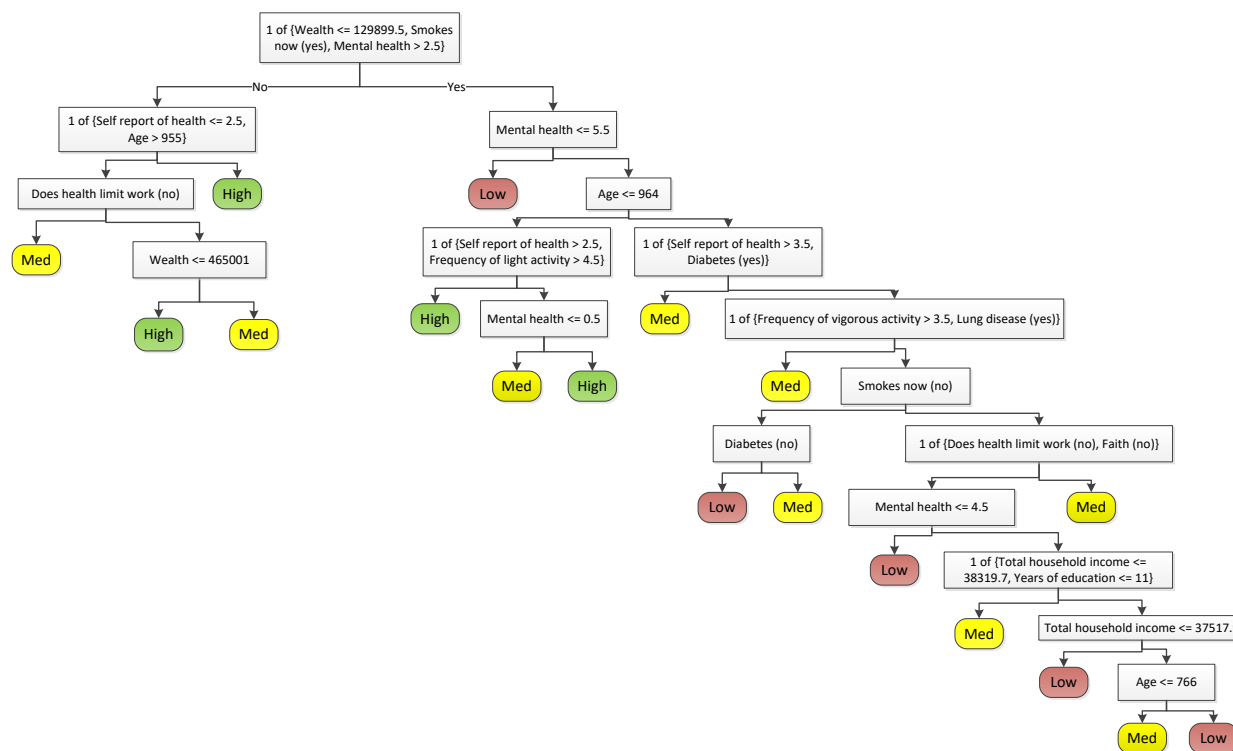 1 of {Wealth <= 129899.5, Smokes
now (yes), Mental health > 2.5}
No
Yes
1 of {Self report of health <= 2.5,
Age > 955}
Mental health <= 5.5
Does health limit work (no)
High
Low
Age <= 964
Med
Wealth <= 465001
1 of {Self report of health > 2.5,
Frequency of light activity > 4.5}
1 of {Self report of health > 3.5,
Diabetes (yes)}
High
Med
High
Mental health <= 0.5
Med
1 of {Frequency of vigorous activity > 3.5, Lung disease (yes)}
Med
High
Med
Smokes now (no)
Diabetes (no)
1 of {Does health limit work (no), Faith (no)}
Low
Med
Mental health <= 4.5
Med
Low
1 of {Total household income <=
38319.7, Years of education <= 11}
Med
Total household income <= 37517.
Low
Age <= 766
Med
Low